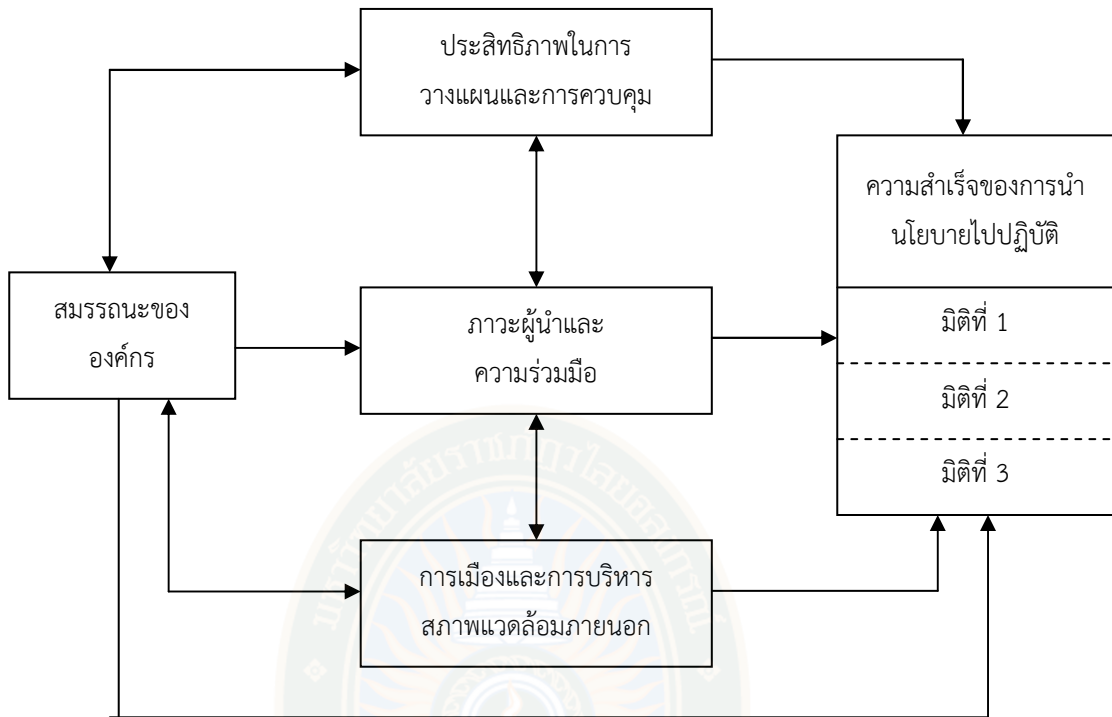 ประสิทธิภาพในการ
วางแผนและการควบคุม
ความสำเร็จของการนำ
นโยบายไปปฏิบัติ
สมรรถนะของ
องค์กร
ภาวะผู้นำและ
ความร่วมมือ
มิติที่ 1
มิติที่ 2
มิติที่ 3
การเมืองและการบริหาร
สภาพแวดล้อมภายนอก